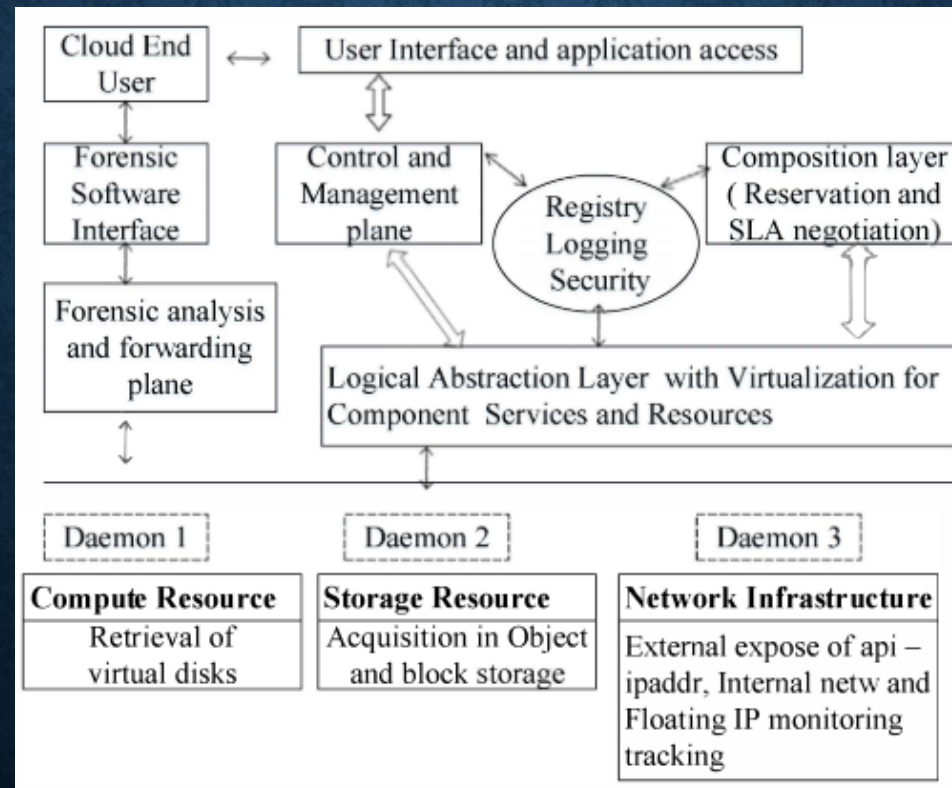 Cloud End
User
User Interface and application access
Forensic
Software
Interface
Control and
Management
plane
Registry
Logging
Security
Composition layer
( Reservation and
SLA negotiation)
Forensic analysis
and forwarding
plane
Logical Abstraction Layer with Virtualization for
Component Services and Resources
Daemon 1
Daemon 2
Daemon 3
Compute Resource
Retrieval of
virtual disks
Storage Resource
Acquisition in Object
and block storage
Network Infrastructure
External expose of api –
ipaddr, Internal netw and
Floating IP monitoring
tracking